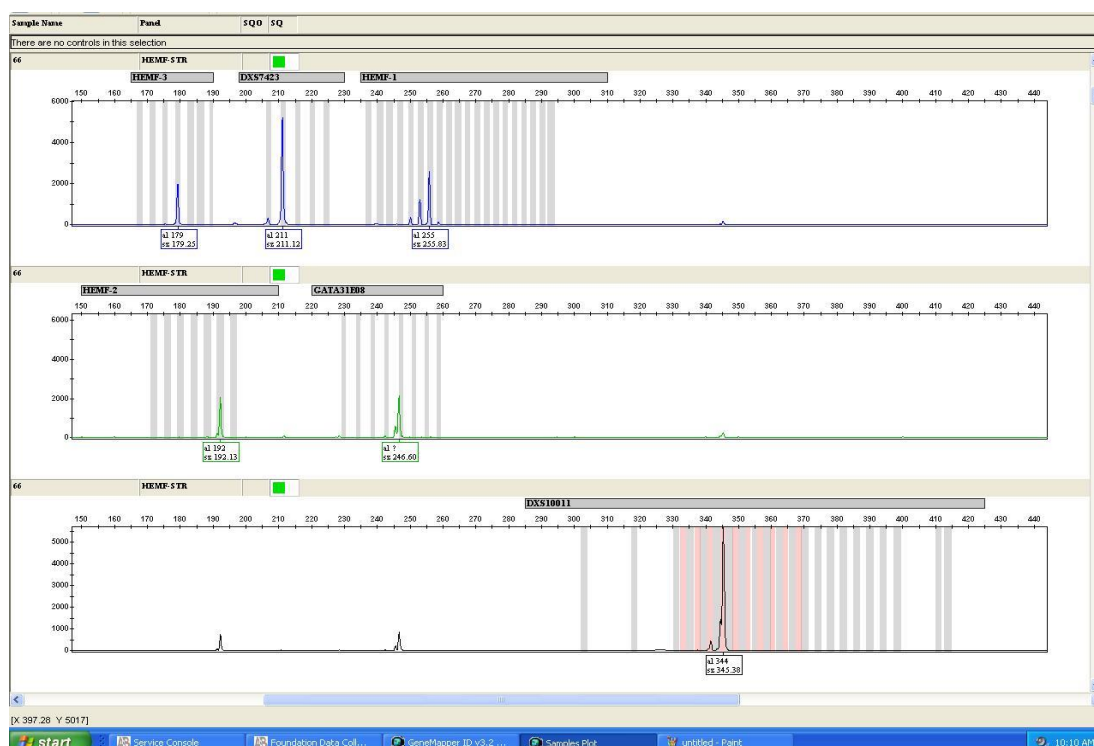 Sample Name Panel SQO SQ
There are no controls in this selection
66 HEMF-STR
HEMF-3 DXS7423 HEMF-1
150 160 170 180 190 200 210 220 230 240 250 260 270 280 290 300 310 320 330 340 350 360 370 380 390 400 410 420 430 440
6000
4000
2000
0
al 179 al 211 al 255
sz 179.25 sz 211.12 sz 255.83
66 HEMF-STR
HEMF-2 GATA31E08
150 160 170 180 190 200 210 220 230 240 250 260 270 280 290 300 310 320 330 340 350 360 370 380 390 400 410 420 430 440
6000
4000
2000
0
al 192 al ?
sz 192.13 sz 246.60
66 HEMF-STR
DXS10011
150 160 170 180 190 200 210 220 230 240 250 260 270 280 290 300 310 320 330 340 350 360 370 380 390 400 410 420 430 440
5000
4000
3000
2000
1000
0
al 344
sz 345.38
[X 397.28 Y 5017]
start Service Console Foundation Data Coll... GeneMapper ID v3.2 ... Samples Plot untitled - Paint 10:10 AM